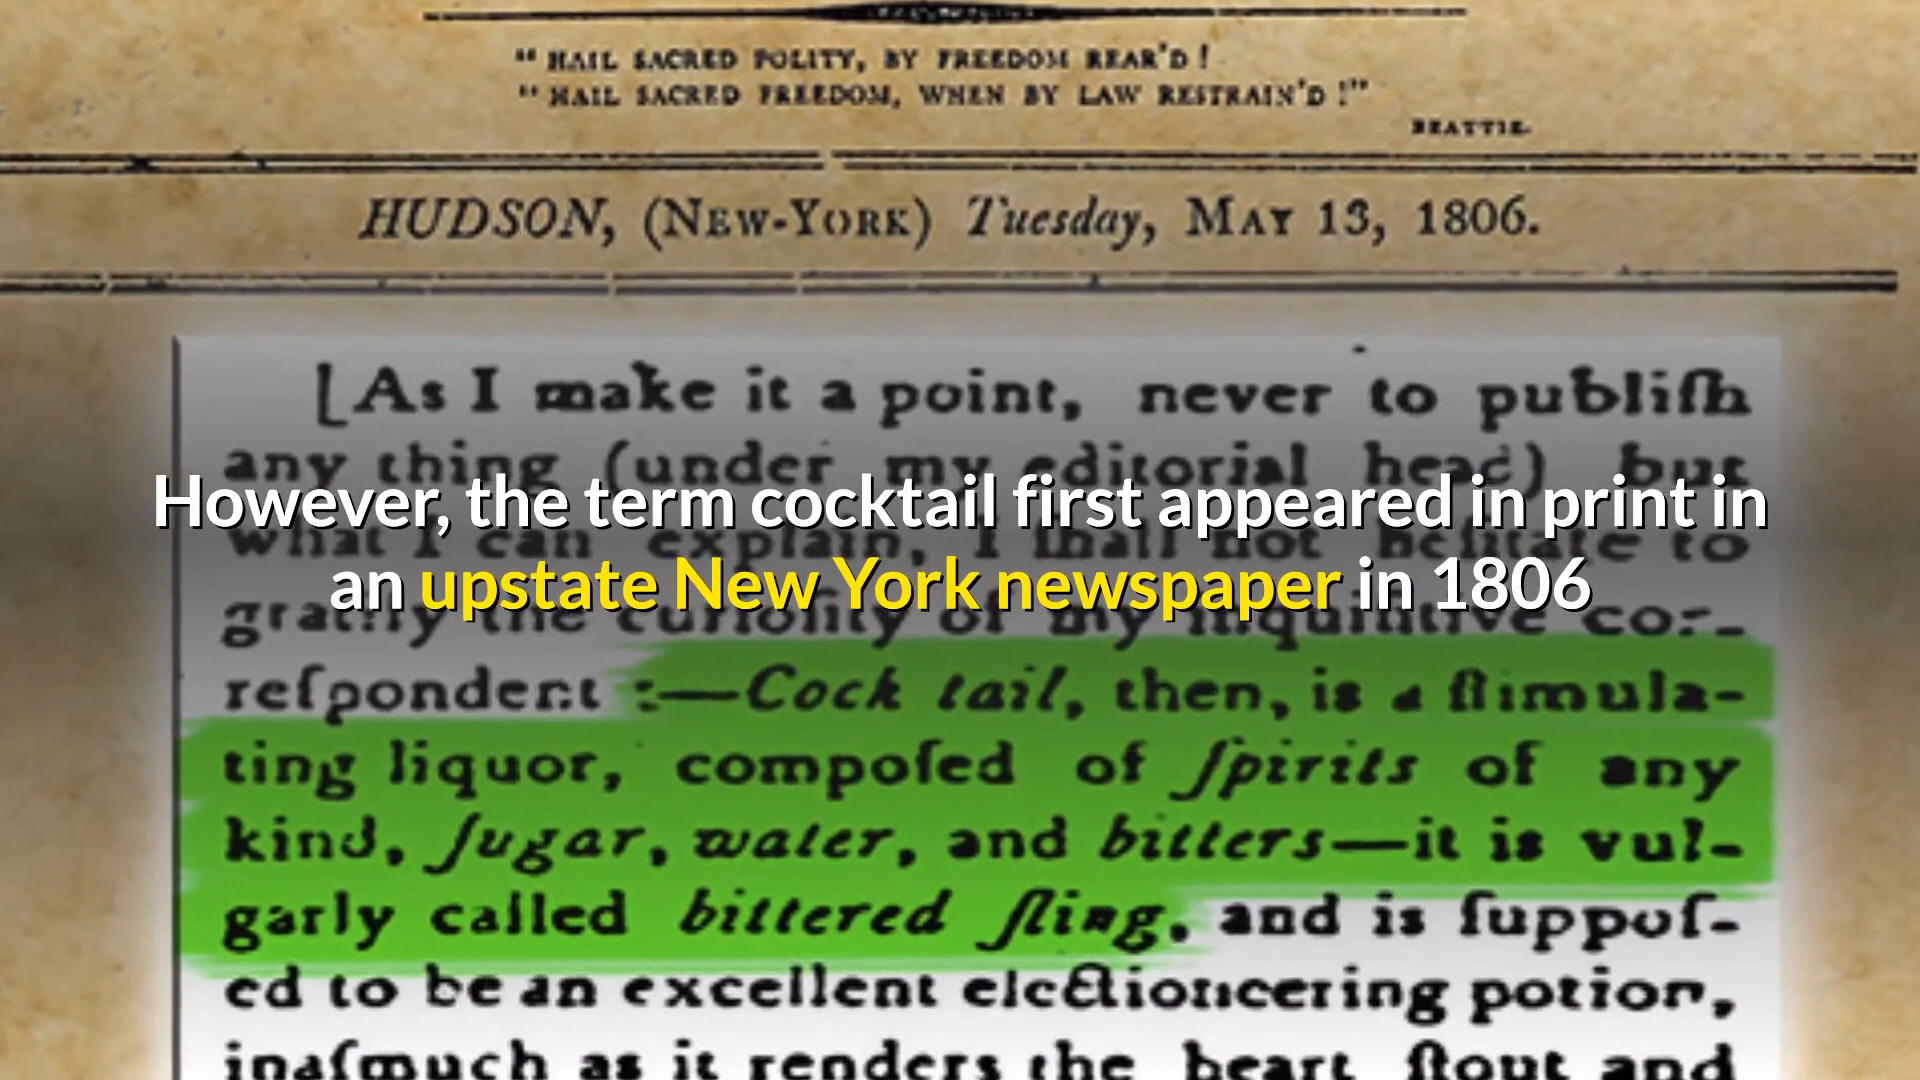 " HAIL SACRED POLITY, BY FREEDOM REAR'D !
" HAIL SACRED FREEDOM, WHEN BY LAW RESTRAIN'D !"
BEATTIE.
HUDSON, (NEW-YORK) Tuesday, MAY 13, 1806.
[As I make it a point, never to publiſh
any thing (under my editorial head) but
However, the term cocktail first appeared in print in
what I can explain, I ſhall not heſitate to
an upstate New York newspaper in 1806
gratify the curioſity of my inquiſitive cor-
reſpondent :—Cock tail, then, is a ſtimula-
ting liquor, compoſed of ſpirits of any
kind, ſugar, water, and bitters—it is vul-
garly called bittered ſling, and is ſuppoſ-
ed to be an excellent electioneering potion,
inaſmuch as it renders the heart ſtout and